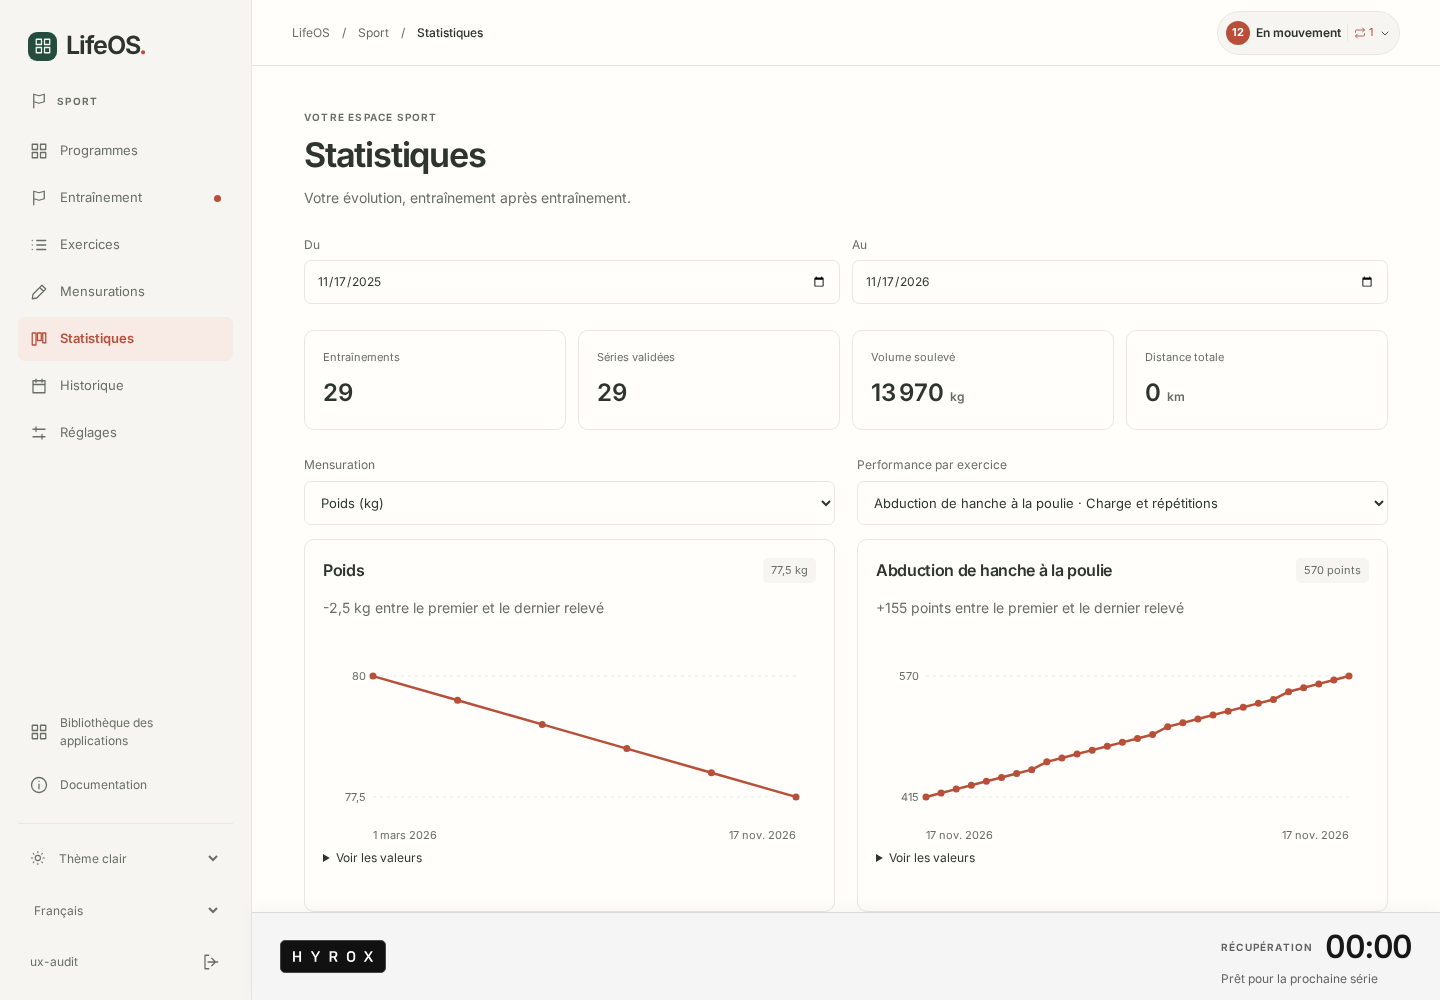 LifeOS.
SPORT
Programmes
Entraînement
Exercices
Mensurations
Statistiques
Historique
Réglages
Bibliothèque des
applications
Documentation
Thème clair
Français
ux-audit
LifeOS / Sport / Statistiques
12 En mouvement 1
VOTRE ESPACE SPORT
Statistiques
Votre évolution, entraînement après entraînement.
Du
11/17/2025
Au
11/17/2026
Entraînements
29
Séries validées
29
Volume soulevé
13 970 kg
Distance totale
0 km
Mensuration
Poids (kg)
Performance par exercice
Abduction de hanche à la poulie · Charge et répétitions
Poids
77,5 kg
-2,5 kg entre le premier et le dernier relevé
80
77,5
1 mars 2026
17 nov. 2026
Voir les valeurs
Abduction de hanche à la poulie
570 points
+155 points entre le premier et le dernier relevé
570
415
17 nov. 2026
17 nov. 2026
Voir les valeurs
HYROX
RÉCUPÉRATION 00:00
Prêt pour la prochaine série